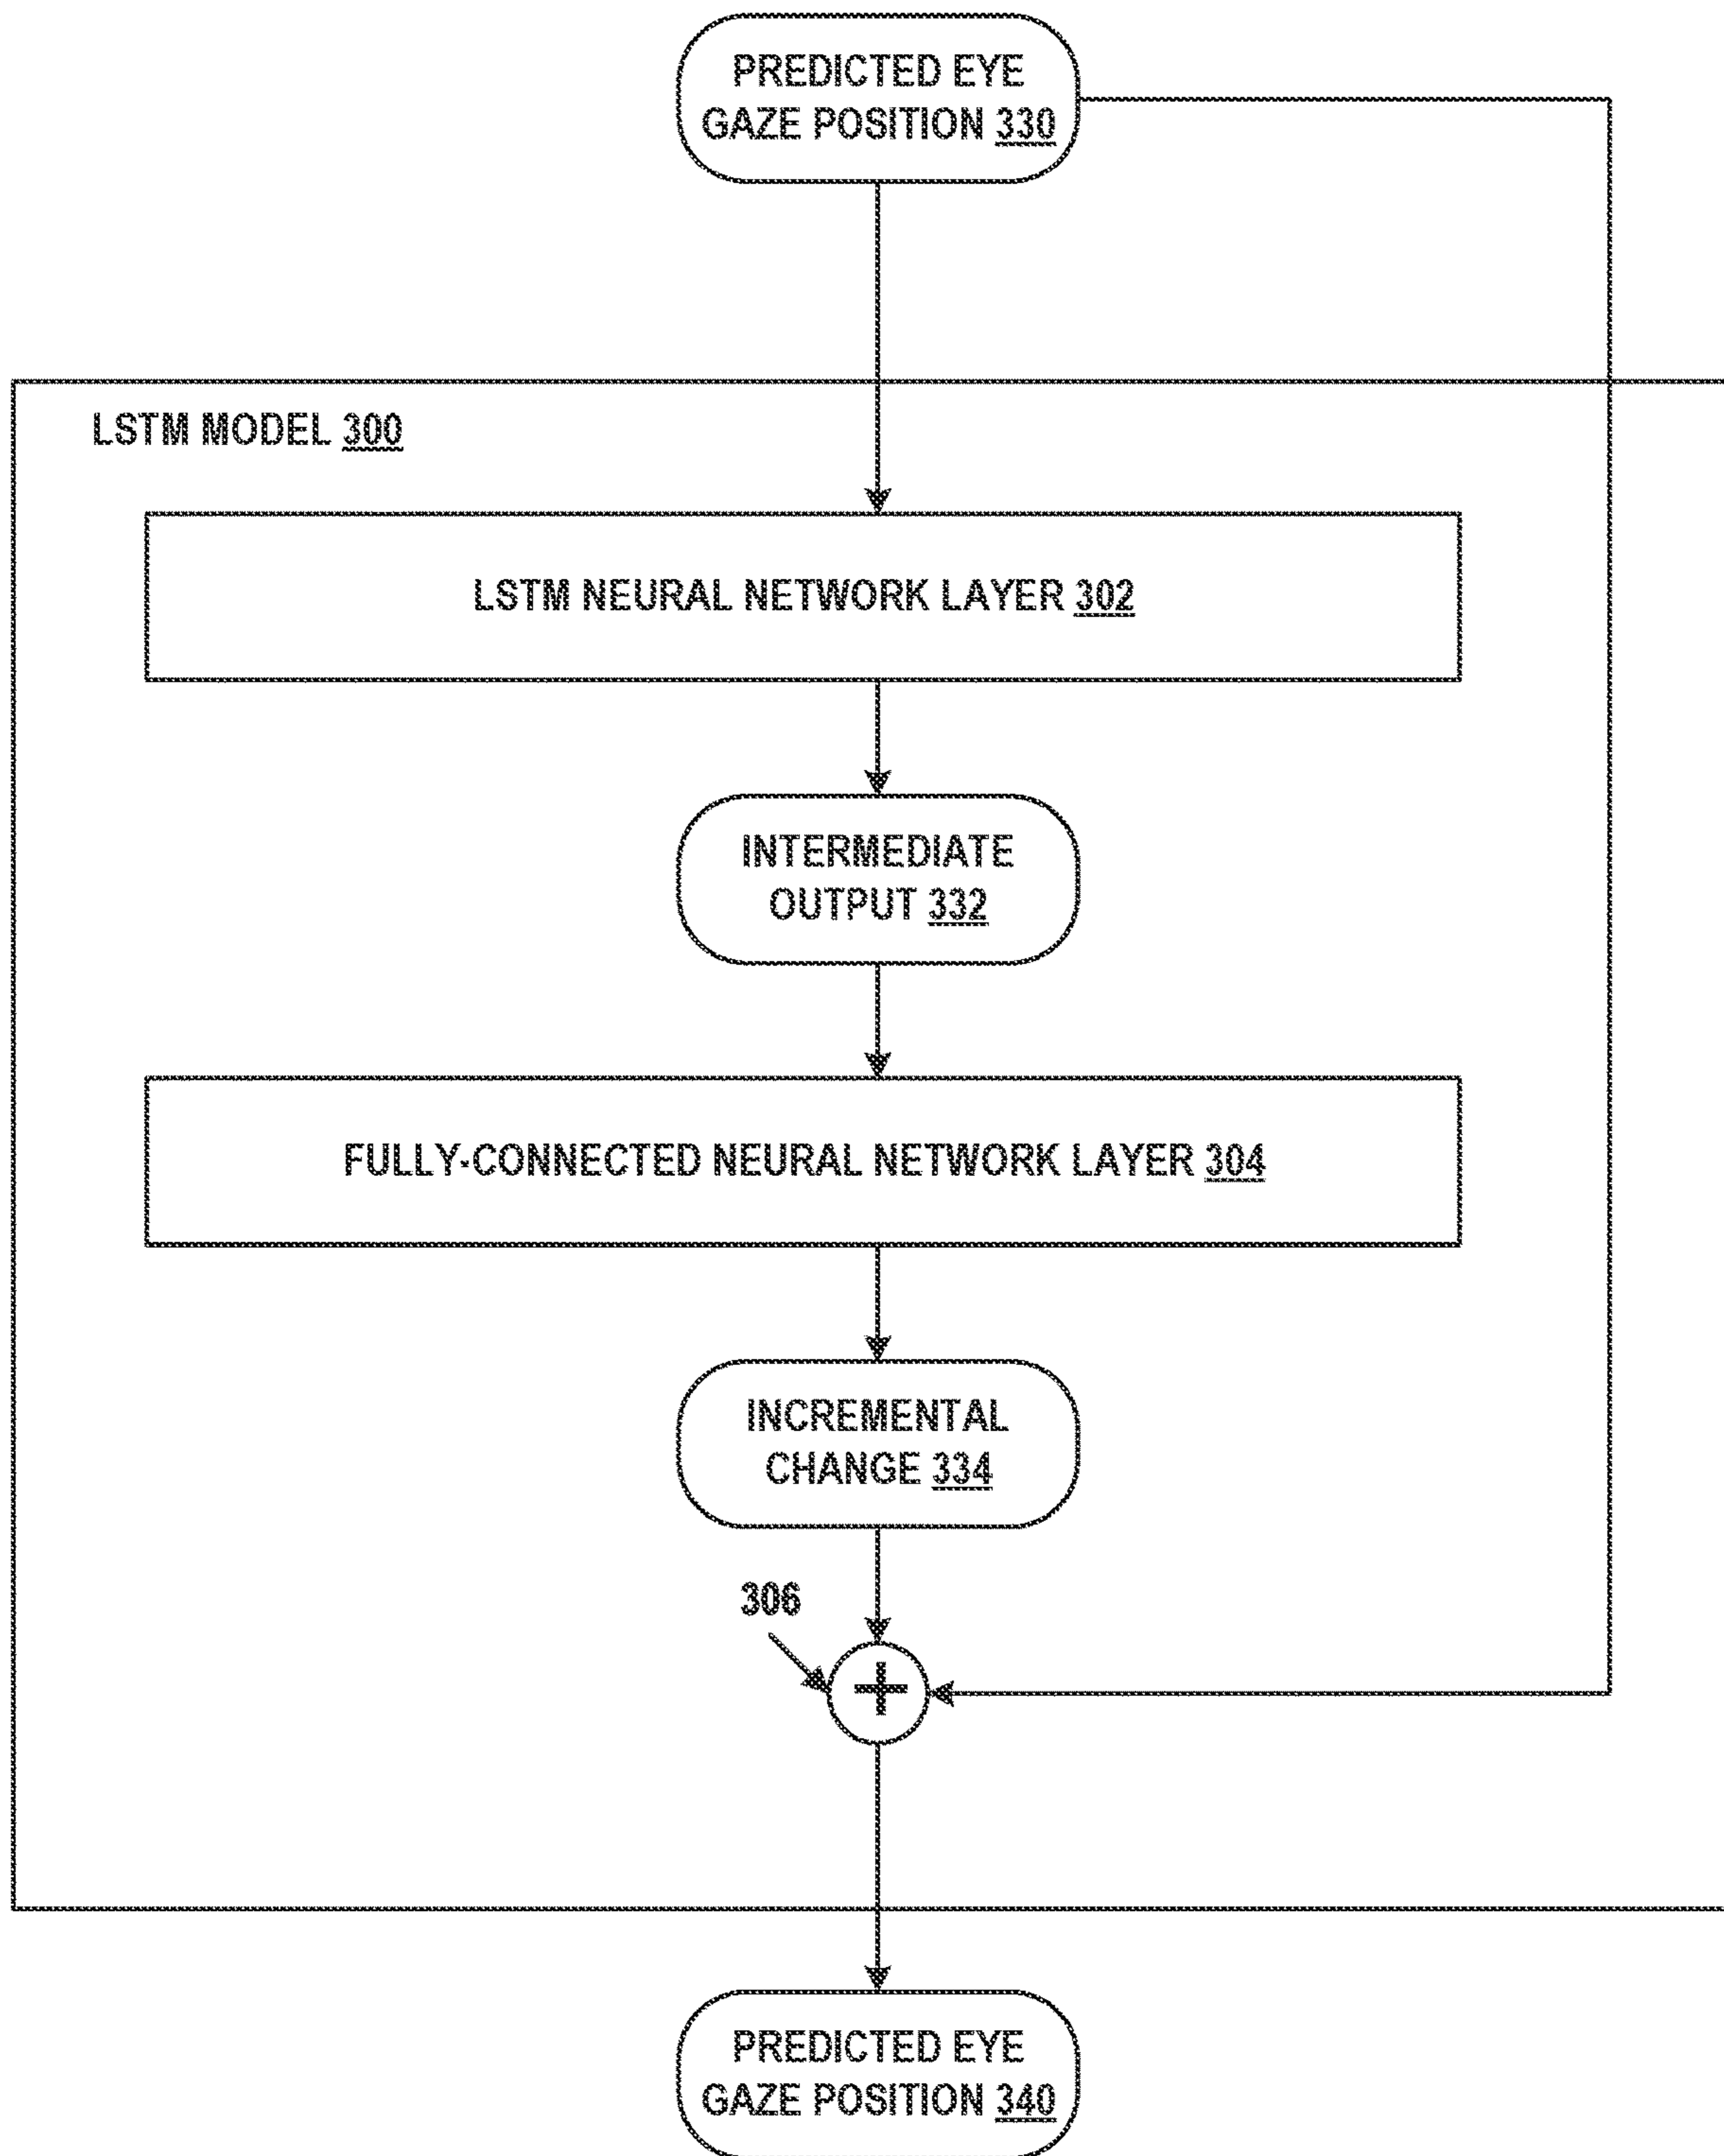 PREDICTED EYE
GAZE POSITION 330
LSTM MODEL 300
LSTM NEURAL NETWORK LAYER 302
INTERMEDIATE
OUTPUT 332
FULLY-CONNECTED NEURAL NETWORK LAYER 304
INCREMENTAL
CHANGE 334
306
+
PREDICTED EYE
GAZE POSITION 340